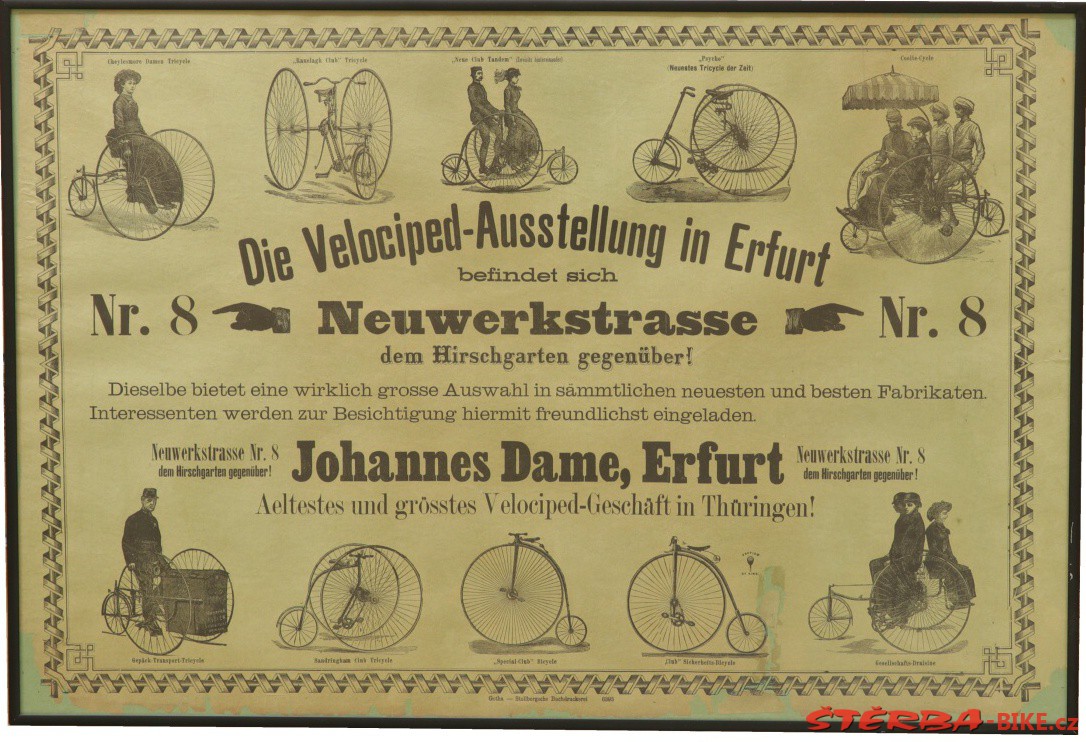 Cheylesmore Damen Tricycle
„Ranelagh Club" Tricycle
„Neue Club Tandem"
„Psycho"
(Neuestes Tricycle der Zeit)
Coolie-Cycle
Die Velociped-Ausstellung in Erfurt
befindet sich
Nr. 8 Neuwerkstrasse Nr. 8
dem Hirschgarten gegenüber!
Dieselbe bietet eine wirklich grosse Auswahl in sämmtlichen neuesten und besten Fabrikaten.
Interessenten werden zur Besichtigung hiermit freundlichst eingeladen.
Neuwerkstrasse Nr. 8
dem Hirschgarten gegenüber!
Johannes Dame, Erfurt
Neuwerkstrasse Nr. 8
dem Hirschgarten gegenüber!
Aeltestes und grösstes Velociped-Geschäft in Thüringen!
Gepäck-Transport-Tricycle
Sandringham Club Tricycle
„Special-Club" Bicycle
„Club" Sicherheits-Bicycle
Gesellschafts-Draisine
Gotha — Stollbergsche Buchdruckerei
ŠTĚRBA-BIKE.cz